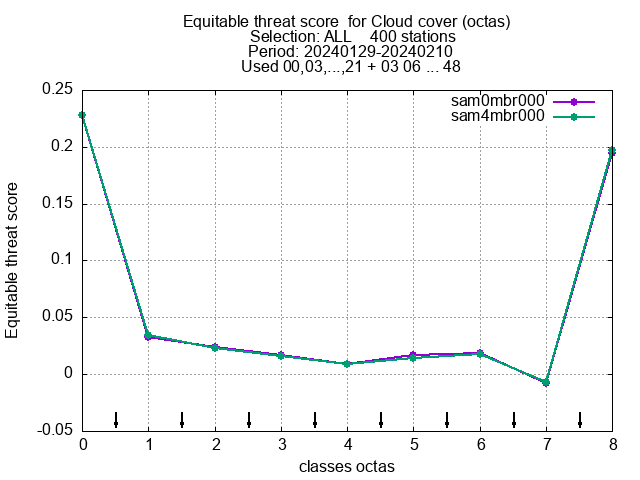 Equitable threat score  for Cloud cover (octas)
Selection: ALL    400 stations
Period: 20240129-20240210
Used 00,03,...,21 + 03 06 ... 48
sam0mbr000
sam4mbr000
Equitable threat score
0.25
0.2
0.15
0.1
0.05
0
-0.05
0 1 2 3 4 5 6 7 8
classes octas